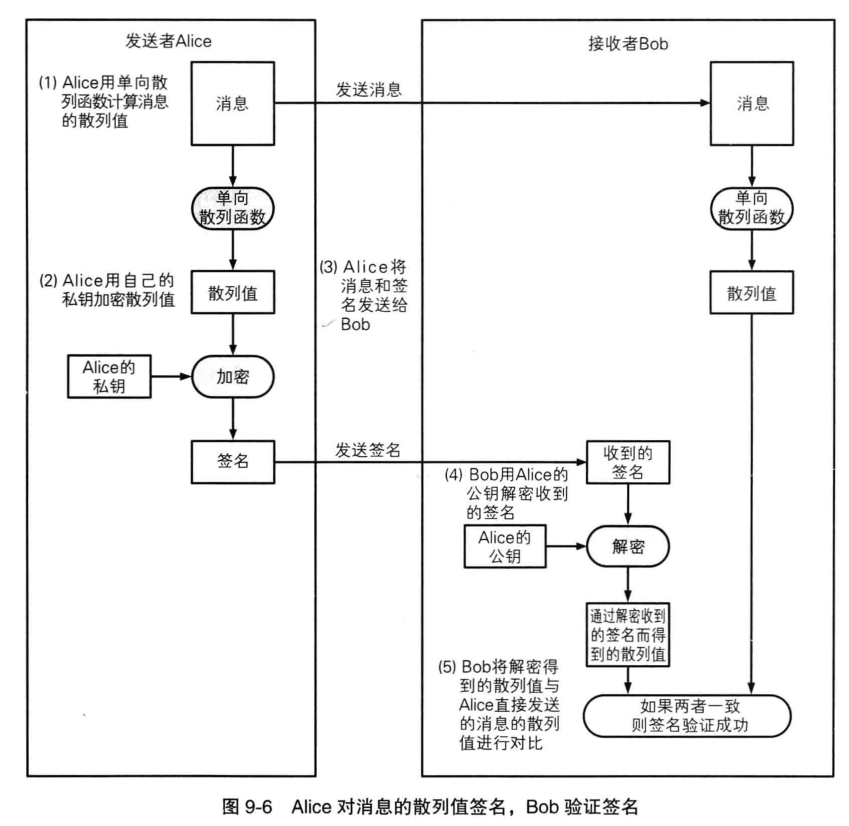 发送者Alice
接收者Bob
(1) Alice用单向散
列函数计算消息
的散列值
消息
发送消息
消息
单向
散列函数
单向
散列函数
(2) Alice用自己的
私钥加密散列值
散列值
(3) Alice将
消息和签
名发送给
Bob
散列值
Alice的
私钥
加密
签名
发送签名
收到的
签名
(4) Bob用Alice的
公钥解密收到
的签名
Alice的
公钥
解密
通过解密收到
的签名而得
到的散列值
(5) Bob将解密得
到的散列值与
Alice直接发送
的消息的散列
值进行对比
如果两者一致
则签名验证成功
图 9-6 Alice 对消息的散列值签名，Bob 验证签名